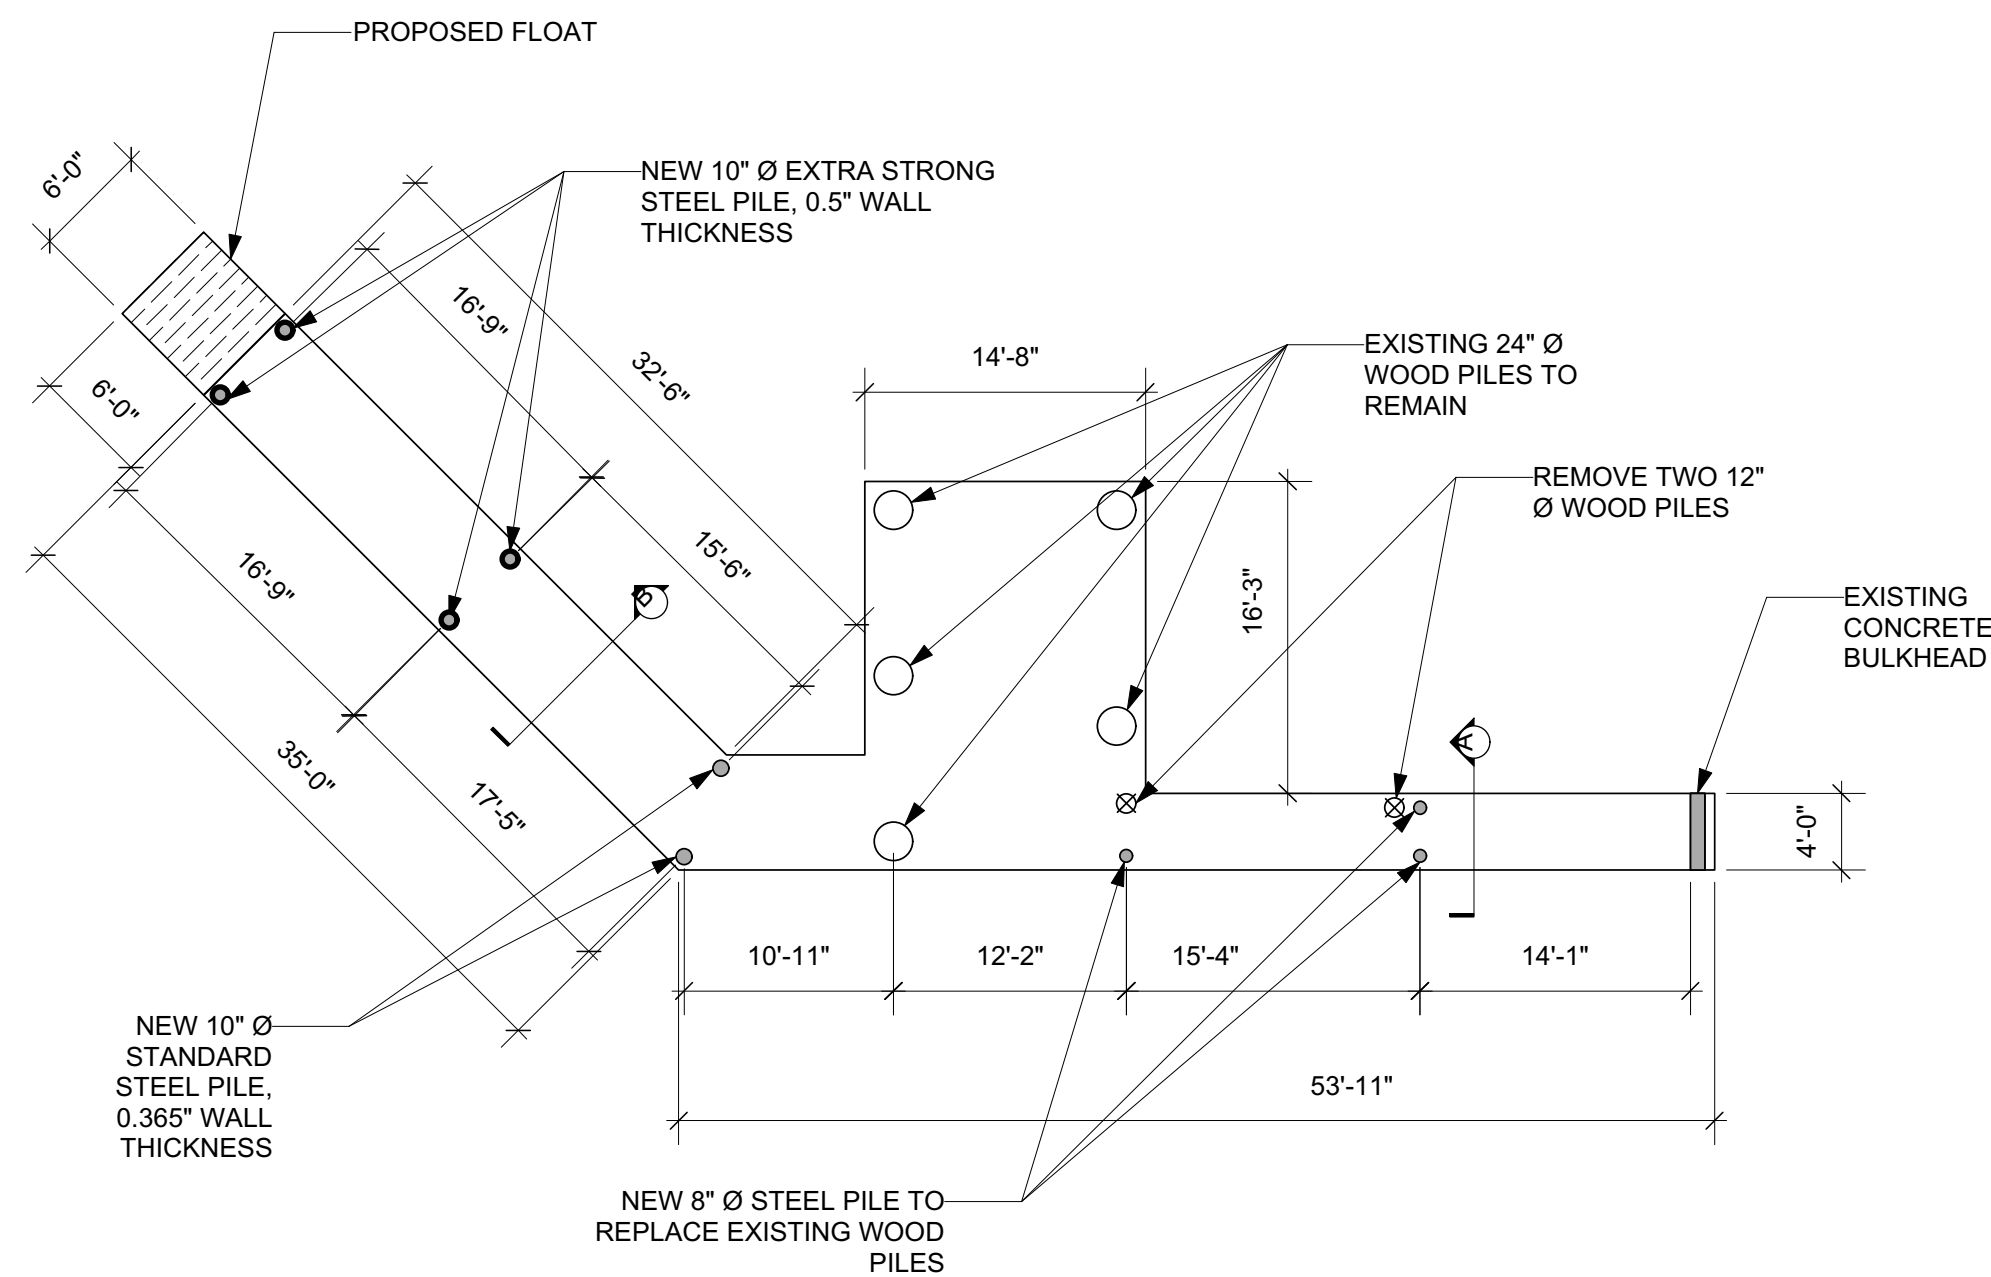 PROPOSED FLOAT
6'-0"
NEW 10" Ø EXTRA STRONG
STEEL PILE, 0.5" WALL
THICKNESS
16'-9"
32'-6"
14'-8"
EXISTING 24" Ø
WOOD PILES TO
REMAIN
6'-0"
REMOVE TWO 12"
Ø WOOD PILES
16'-9"
15'-6"
B
16'-3"
EXISTING
CONCRETE
BULKHEAD
35'-0"
17'-5"
A
4'-0"
10'-11"
12'-2"
15'-4"
14'-1"
NEW 10" Ø
STANDARD
STEEL PILE,
0.365" WALL
THICKNESS
53'-11"
NEW 8" Ø STEEL PILE TO
REPLACE EXISTING WOOD
PILES